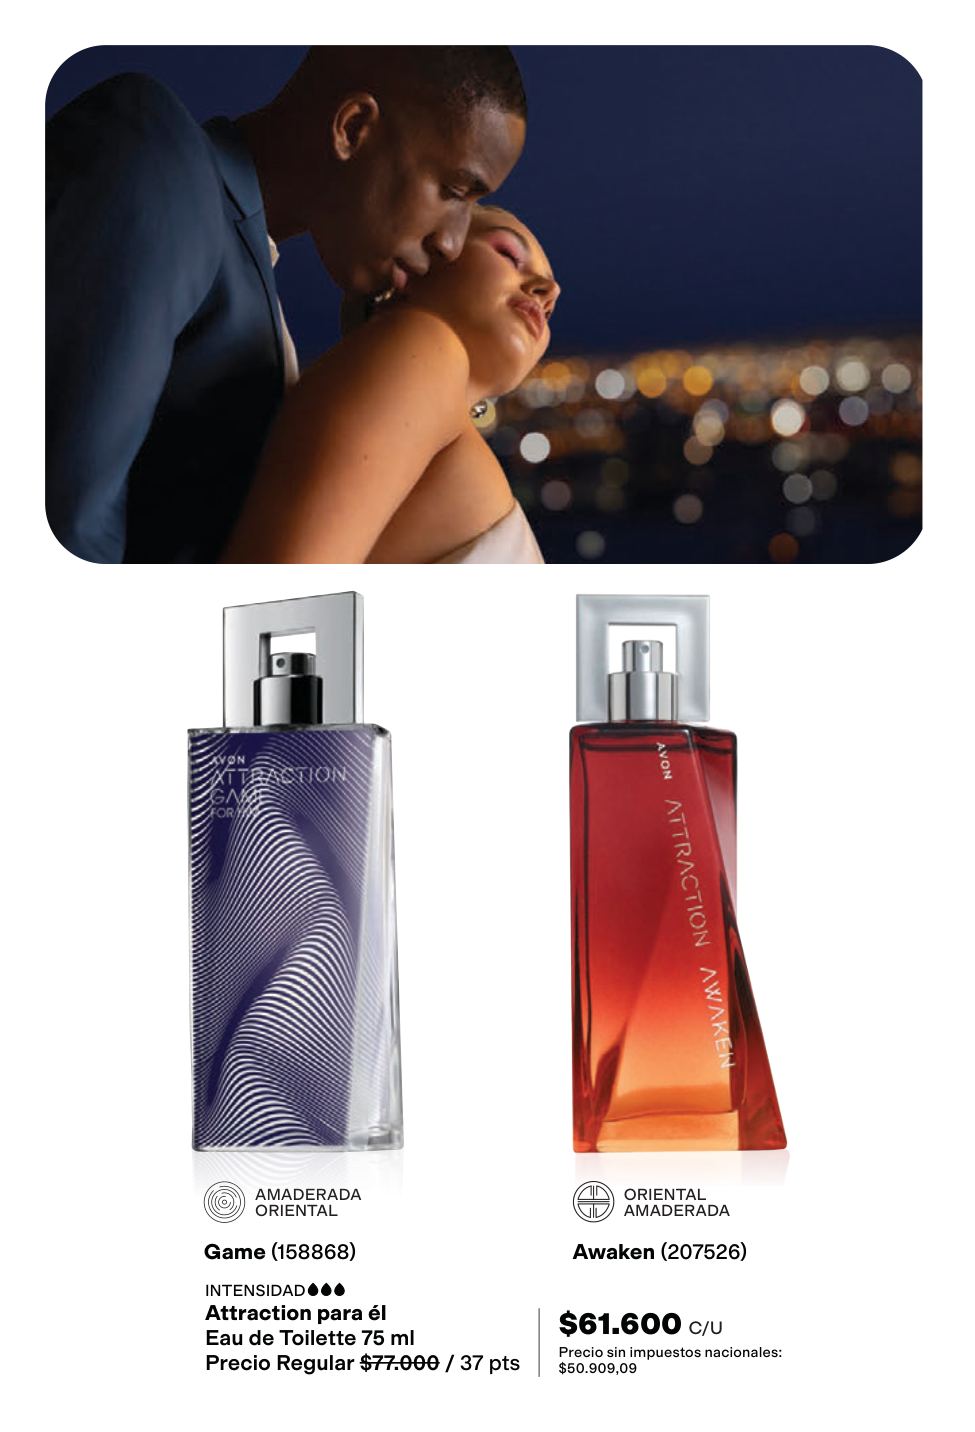 AVON
ATTRACTION
GAME
FOR HIM
AVON
ATTRACTION AWAKEN
AMADERADA
ORIENTAL
ORIENTAL
AMADERADA
Game (158868)
Awaken (207526)
INTENSIDAD
Attraction para él
Eau de Toilette 75 ml
Precio Regular $77.000 / 37 pts
$61.600 C/U
Precio sin impuestos nacionales:
$50.909,09